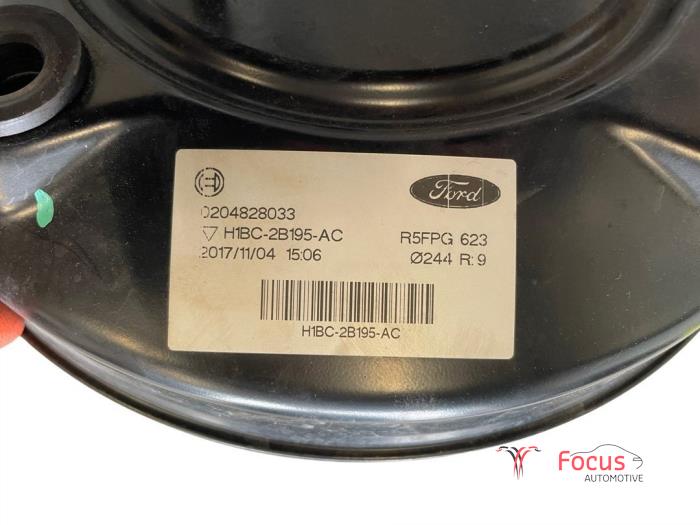 Ford
0204828033
▽ H1BC-2B195-AC R5FPG 623
2017/11/04 15:06 Ø244 R:9
H1BC-2B195-AC
Focus
AUTOMOTIVE